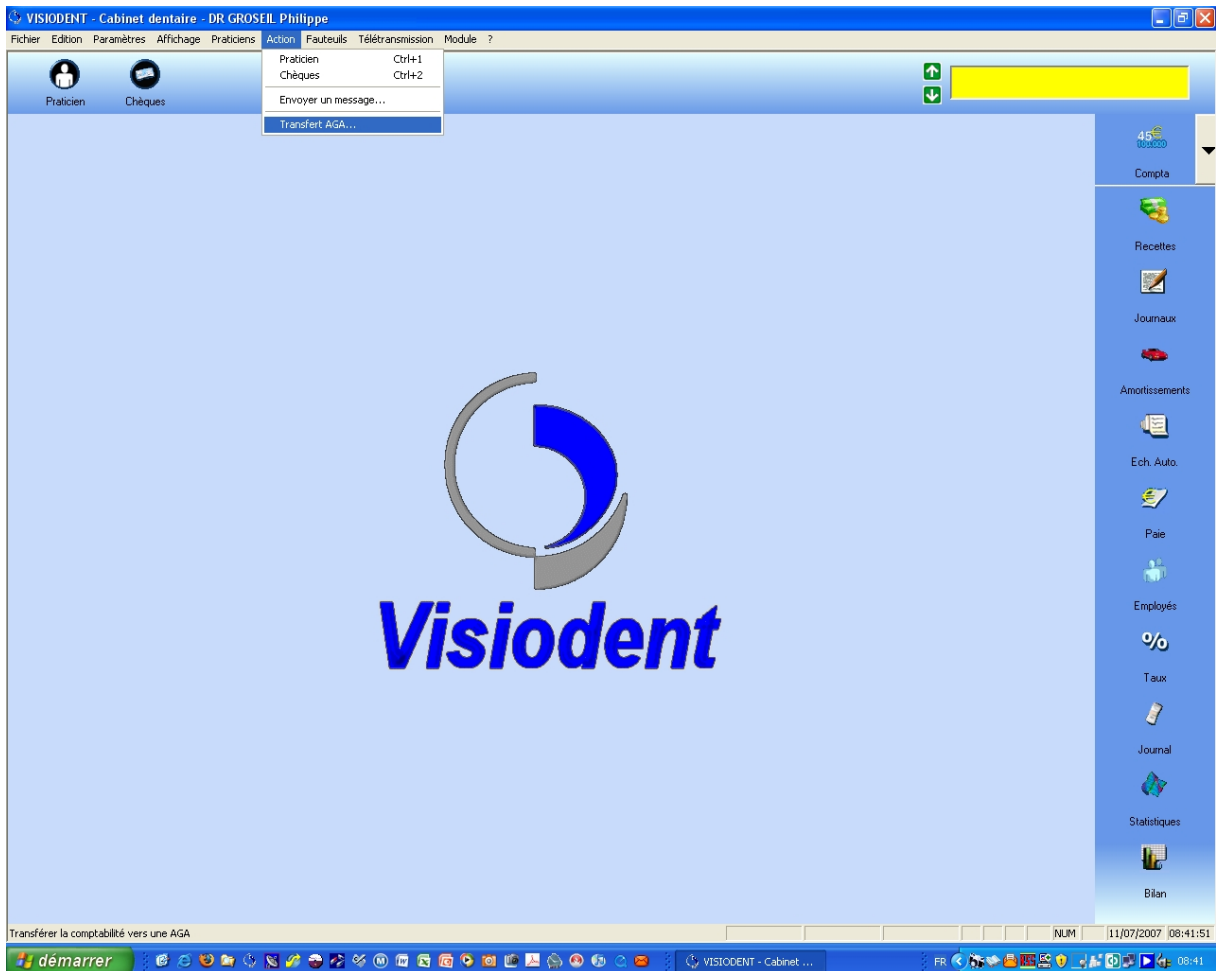 VISIODENT - Cabinet dentaire - DR GROSEIL Philippe
Fichier Edition Paramètres Affichage Praticiens Action Fauteuils Télétransmission Module ?
Praticien Ctrl+1
Chèques Ctrl+2
Envoyer un message...
Transfert AGA...
Praticien Chèques
45€
Compta
Recettes
Journaux
Amortissements
Ech. Auto.
Paie
Employés
%
Taux
Journal
Statistiques
Bilan
Visiodent
Transférer la comptabilité vers une AGA NUM 11/07/2007 08:41:51
démarrer VISIODENT - Cabinet ... FR 08:41